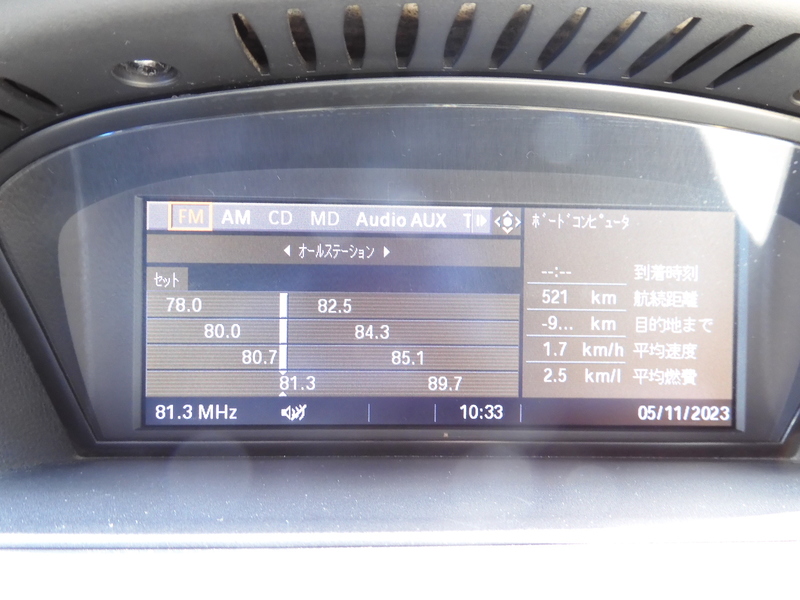 FM AM CD MD Audio AUX T
オールステーション
セット
78.0 82.5
80.0 84.3
80.7 85.1
81.3 89.7
81.3 MHz 10:33
ボードコンピュータ
--:-- 到着時刻
521 km 航続距離
-9... km 目的地まで
1.7 km/h 平均速度
2.5 km/l 平均燃費
05/11/2023